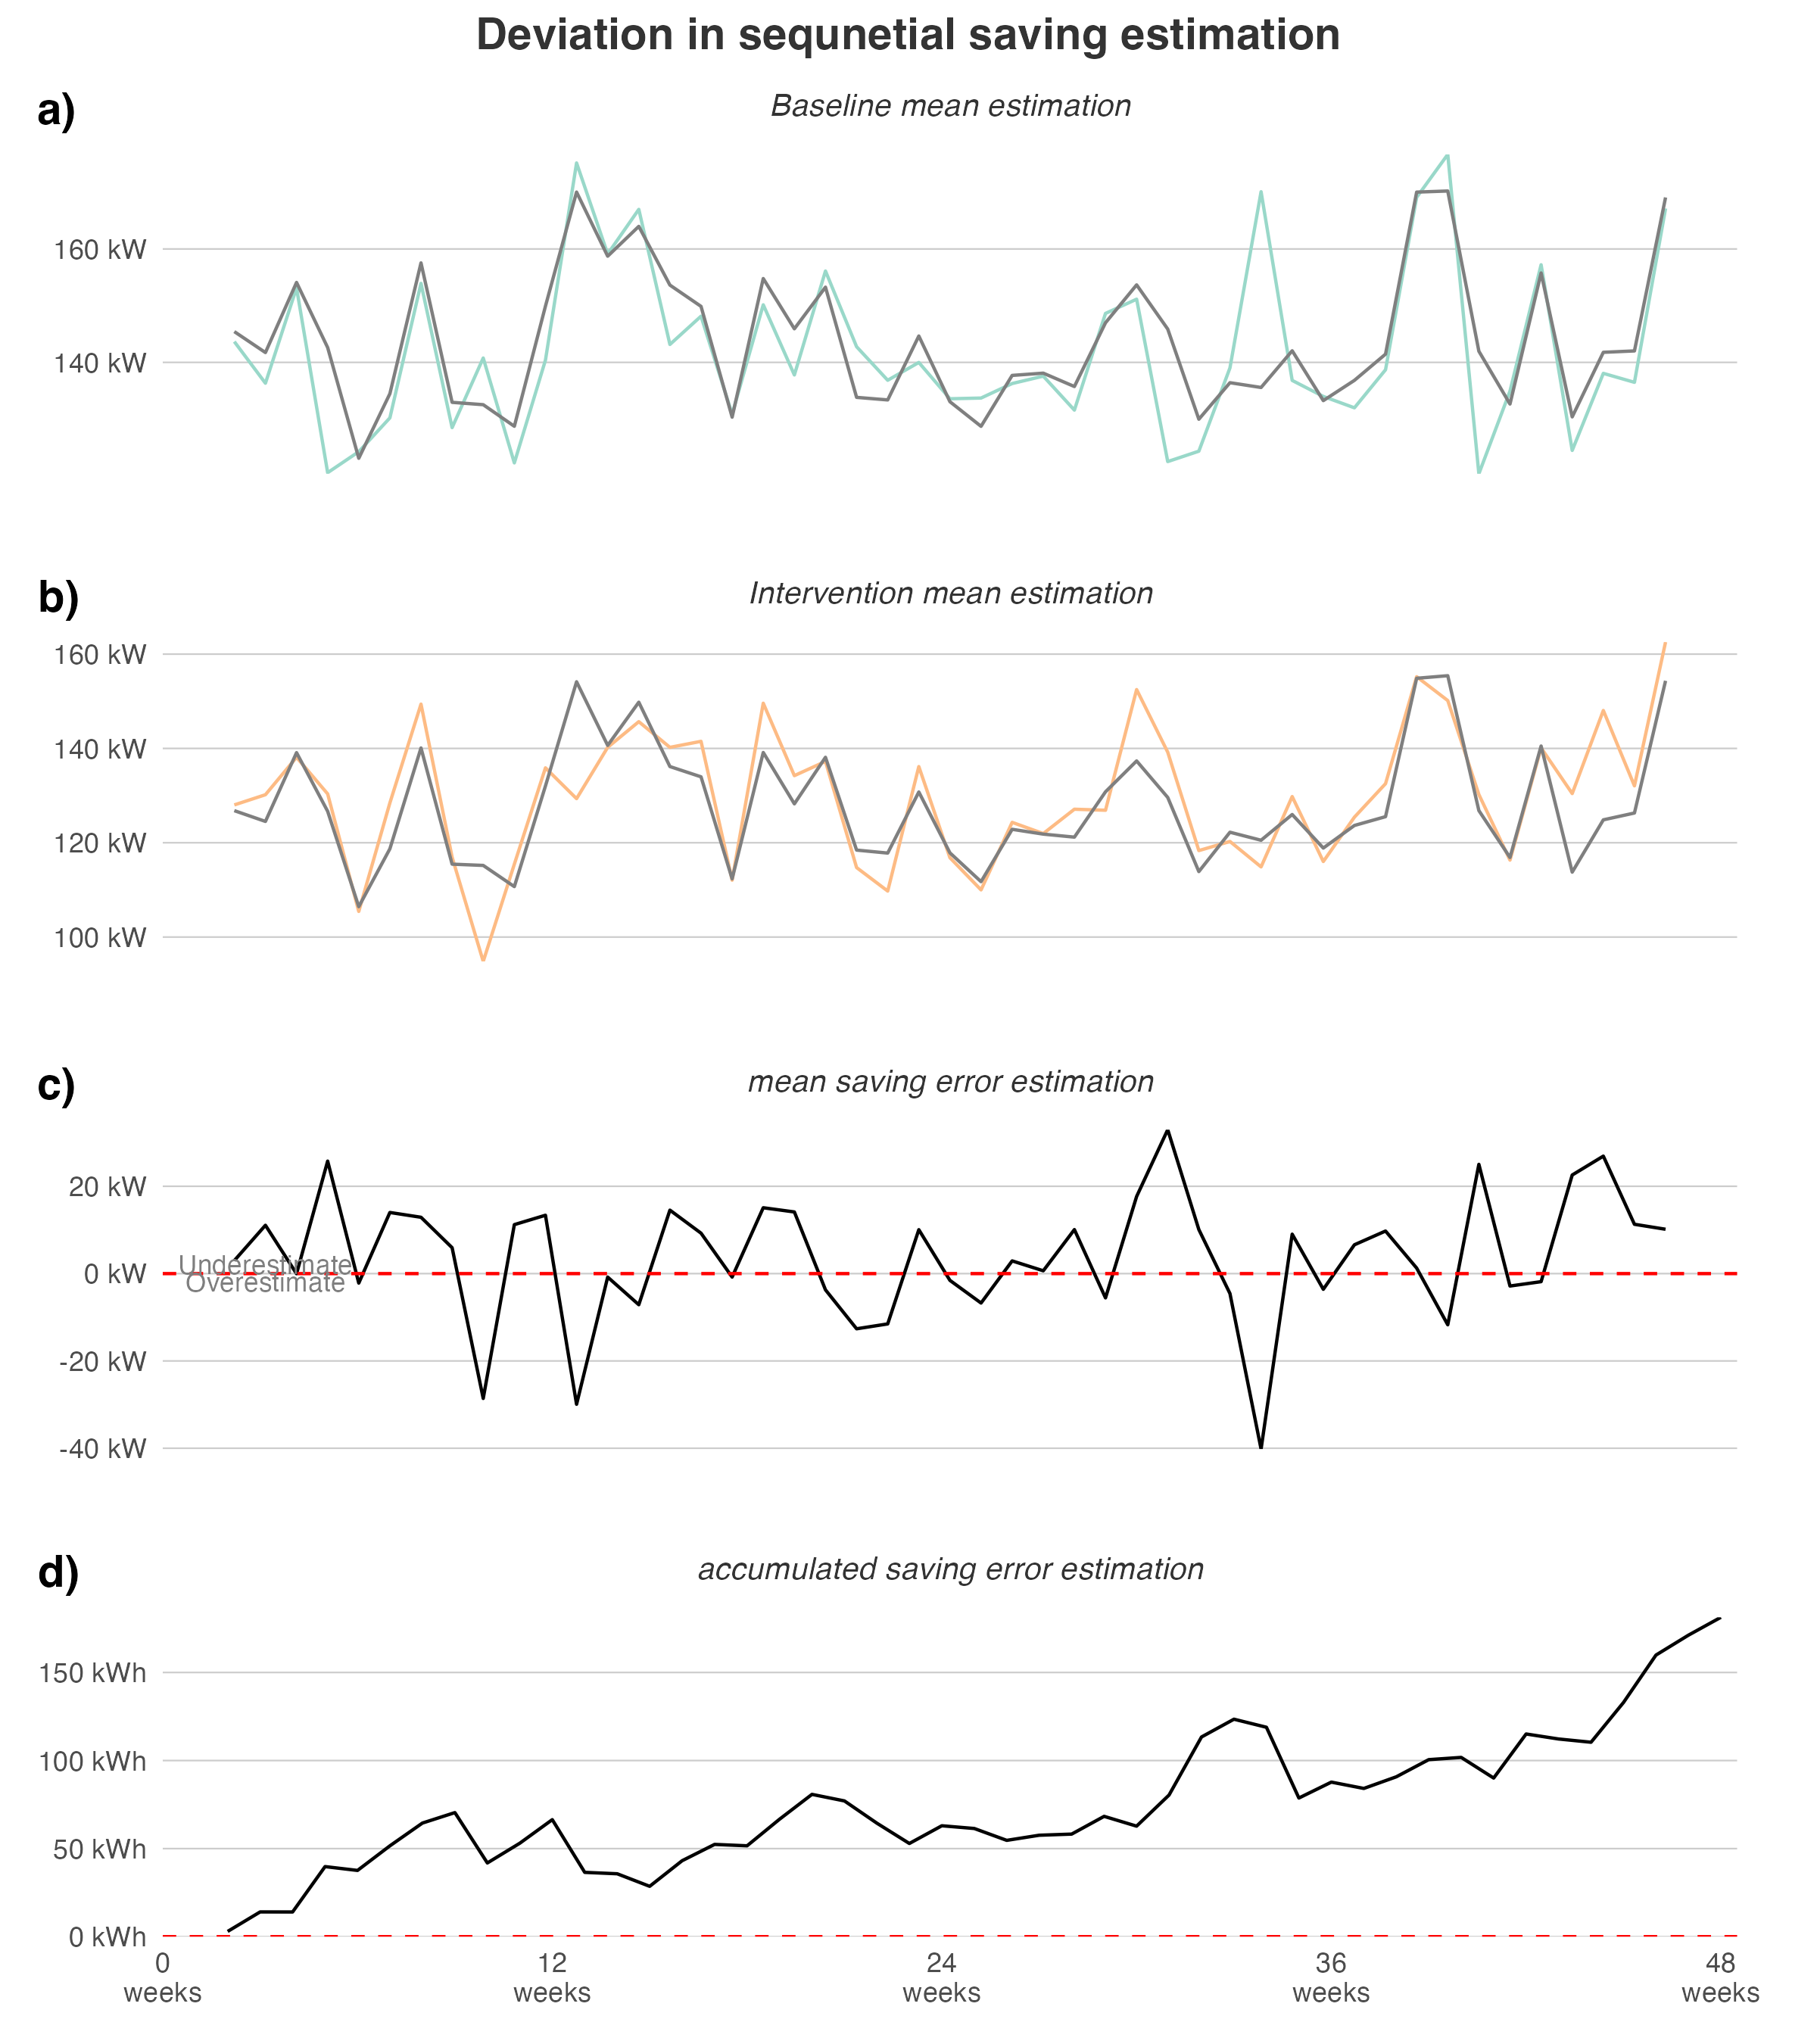 Deviation in sequnetial saving estimation
a)
Baseline mean estimation
160 kW
140 kW
b)
Intervention mean estimation
160 kW
140 kW
120 kW
100 kW
c)
mean saving error estimation
20 kW
Underestimate
0 kW
Overestimate
-20 kW
-40 kW
d)
accumulated saving error estimation
150 kWh
100 kWh
50 kWh
0 kWh
0 12 24 36 48
weeks weeks weeks weeks weeks